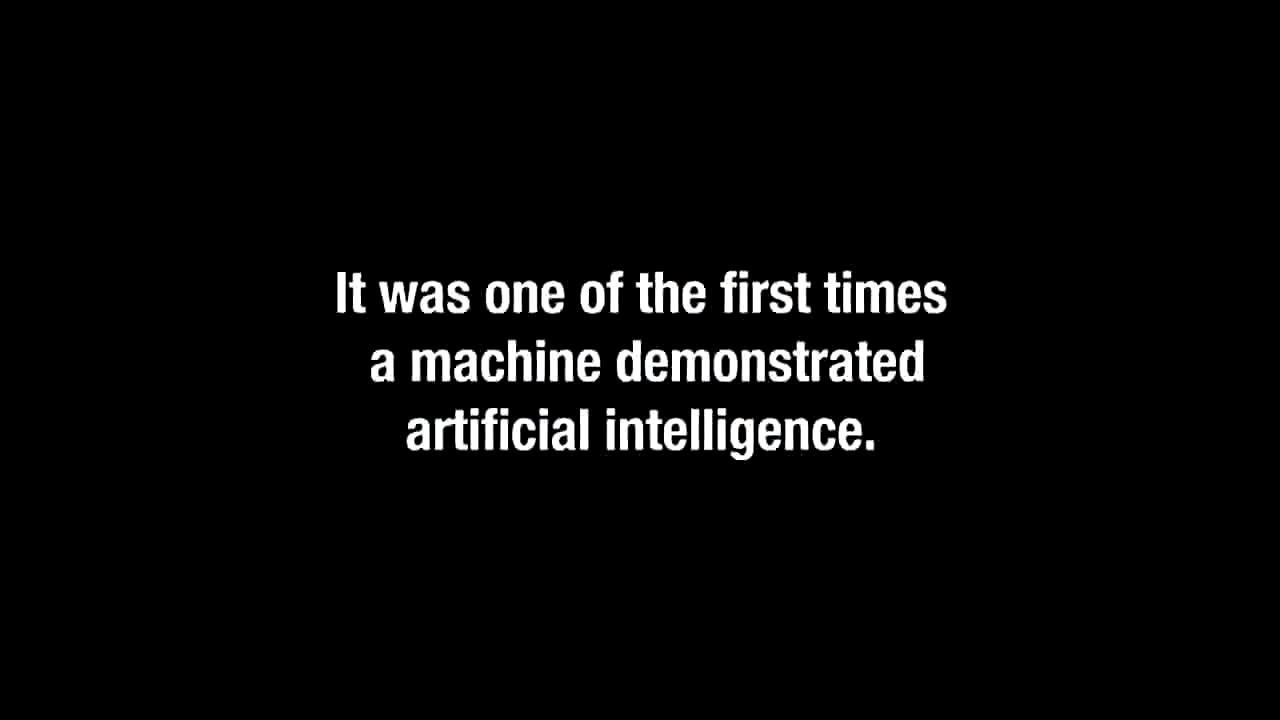 It was one of the first times
a machine demonstrated
artificial intelligence.